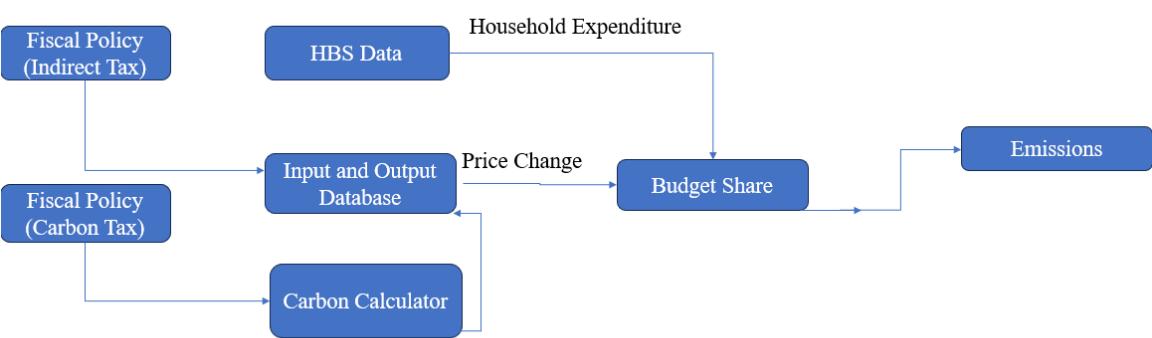 Household Expenditure
Fiscal Policy
(Indirect Tax)
HBS Data
Price Change
Input and Output
Database
Budget Share
Emissions
Fiscal Policy
(Carbon Tax)
Carbon Calculator